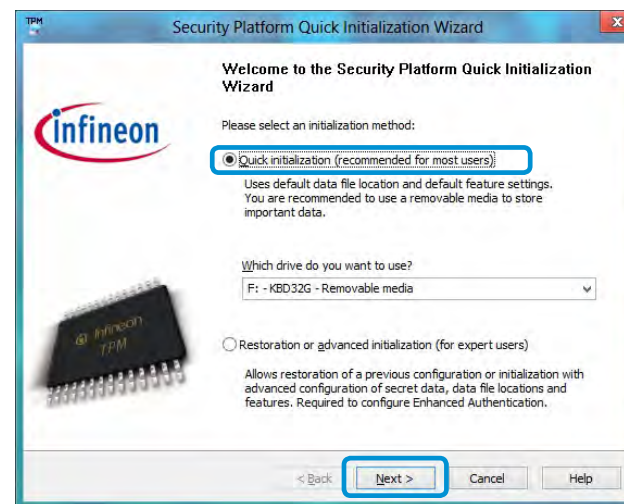 TPM
Security Platform Quick Initialization Wizard
x
Welcome to the Security Platform Quick Initialization
Wizard
infineon
Please select an initialization method:
Quick initialization (recommended for most users)
Uses default data file location and default feature settings.
You are recommended to use a removable media to store
important data.
Which drive do you want to use?
F: - KBD32G - Removable media
Infineon
TPM
Restoration or advanced initialization (for expert users)
Allows restoration of a previous configuration or initialization with
advanced configuration of secret data, data file locations and
features. Required to configure Enhanced Authentication.
< Back
Next >
Cancel
Help